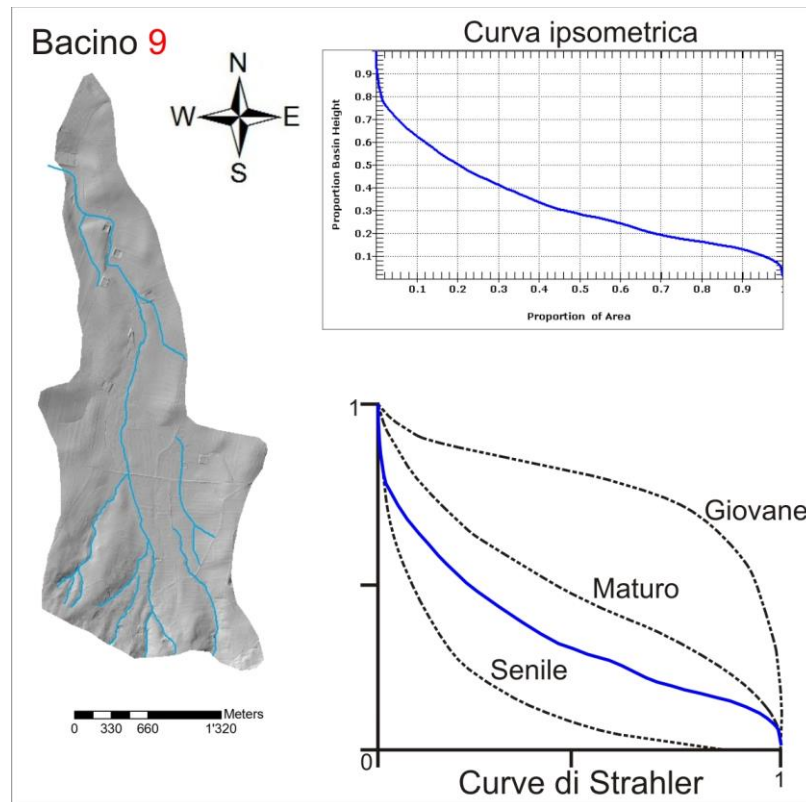 Bacino 9
N
W E
S
Meters
0 330 660 1'320
Curva ipsometrica
Proportion Basin Height
0.9
0.8
0.7
0.6
0.5
0.4
0.3
0.2
0.1
0.1 0.2 0.3 0.4 0.5 0.6 0.7 0.8 0.9 1
Proportion of Area
1
Giovane
Maturo
Senile
0 1
Curve di Strahler